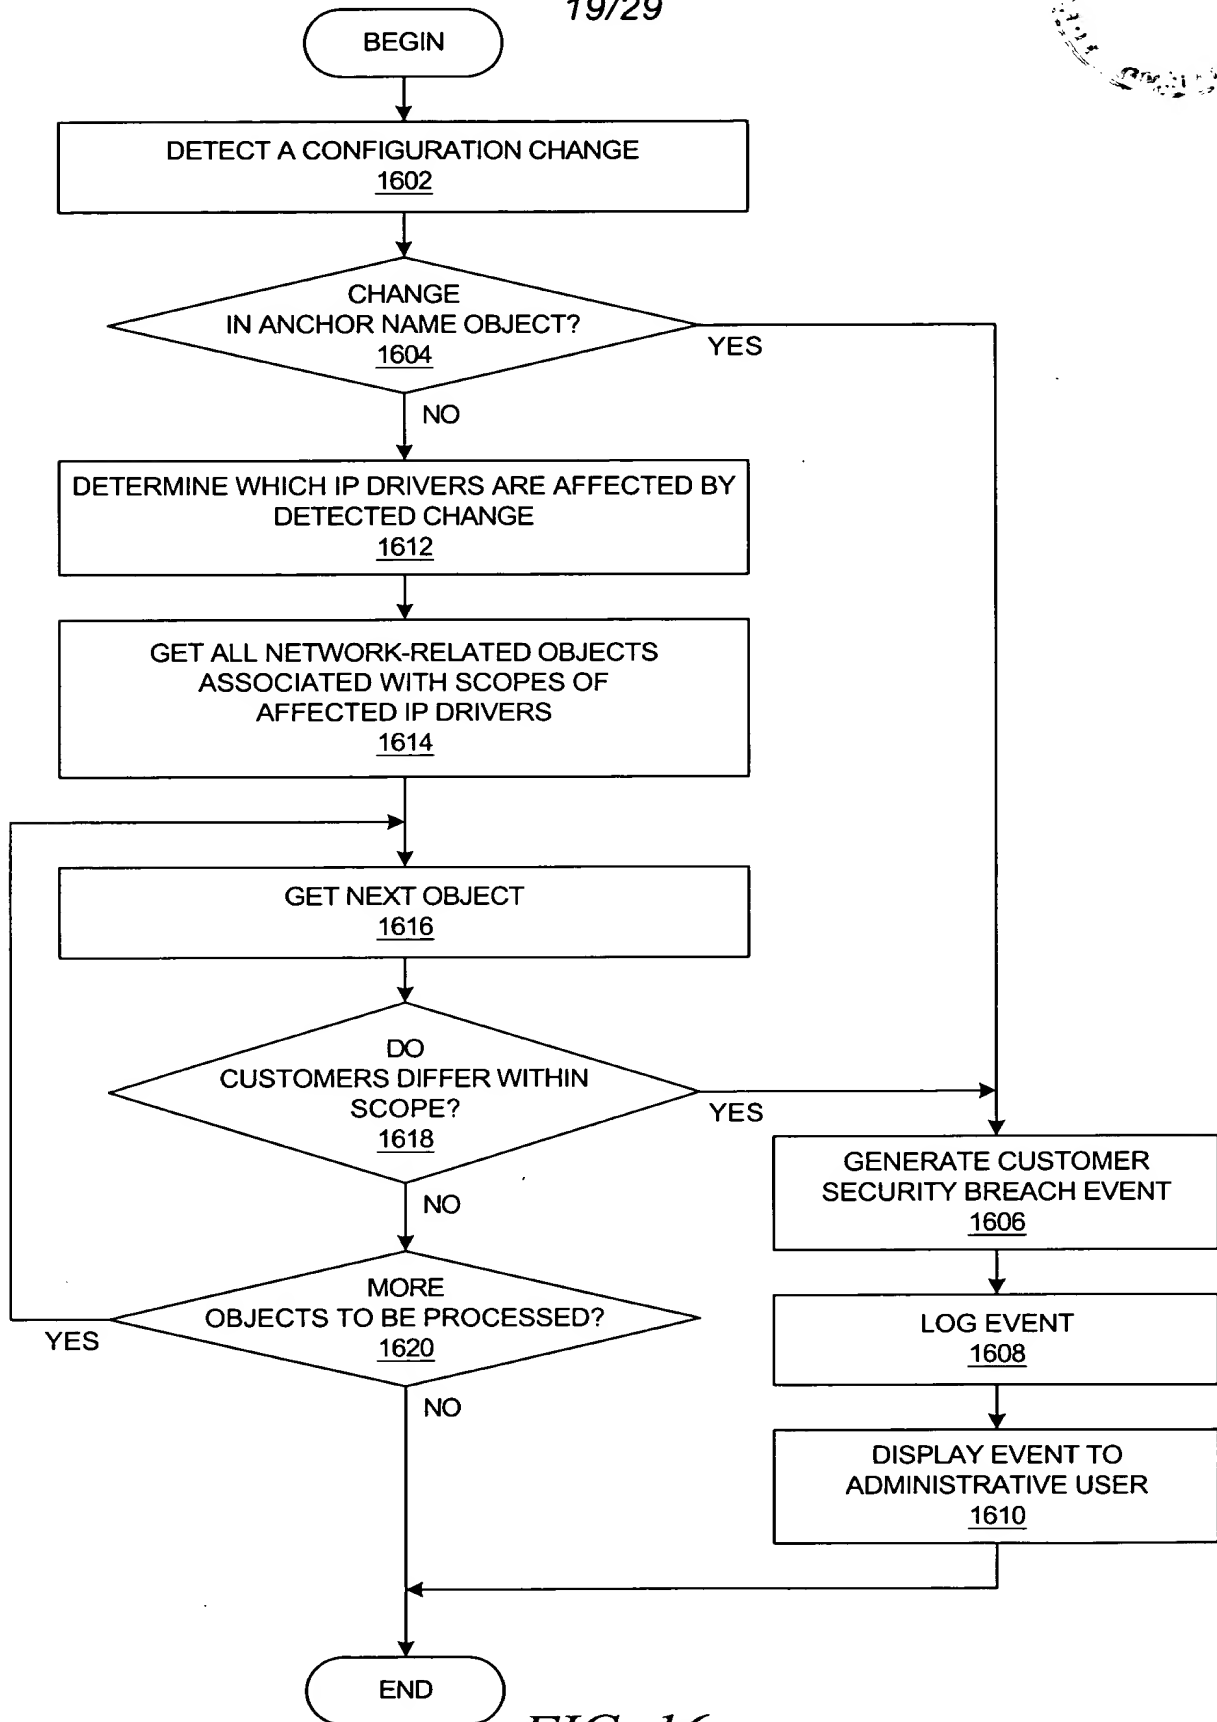 19/29
BEGIN
DETECT A CONFIGURATION CHANGE
1602
CHANGE
IN ANCHOR NAME OBJECT?
1604
YES
NO
DETERMINE WHICH IP DRIVERS ARE AFFECTED BY
DETECTED CHANGE
1612
GET ALL NETWORK-RELATED OBJECTS
ASSOCIATED WITH SCOPES OF
AFFECTED IP DRIVERS
1614
GET NEXT OBJECT
1616
DO
CUSTOMERS DIFFER WITHIN
SCOPE?
1618
YES
NO
GENERATE CUSTOMER
SECURITY BREACH EVENT
1606
MORE
OBJECTS TO BE PROCESSED?
1620
YES
NO
LOG EVENT
1608
DISPLAY EVENT TO
ADMINISTRATIVE USER
1610
END
FIG. 16